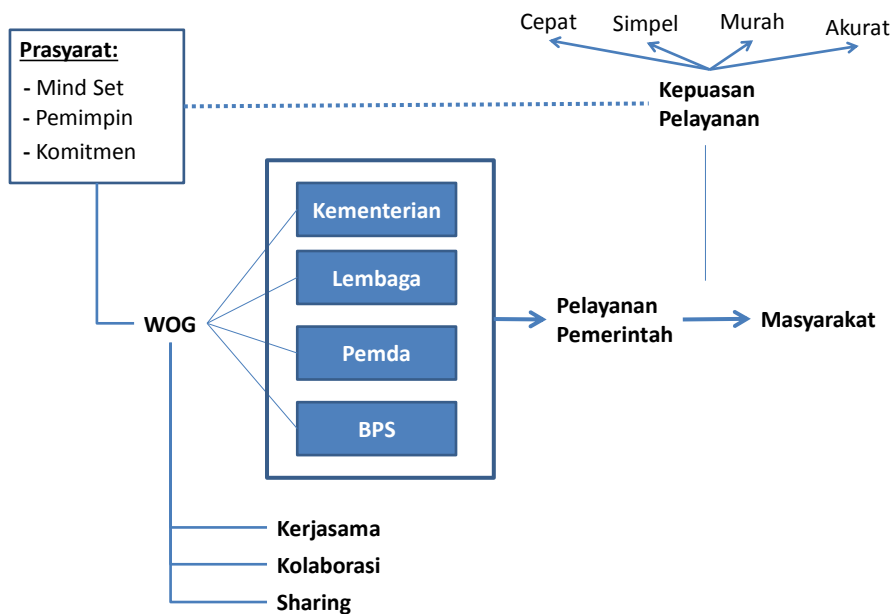 Cepat
Simpel
Murah
Akurat
Prasyarat:
- Mind Set
- Pemimpin
- Komitmen
Kepuasan
Pelayanan
Kementerian
Lembaga
Pemda
BPS
WOG
Pelayanan
Pemerintah
Masyarakat
Kerjasama
Kolaborasi
Sharing